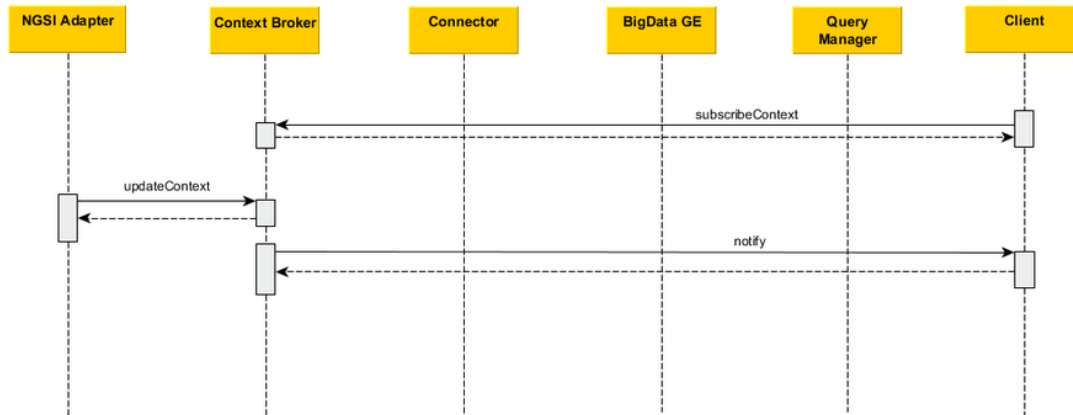 NGSI Adapter
Context Broker
Connector
BigData GE
Query
Manager
Client
subscribeContext
updateContext
notify